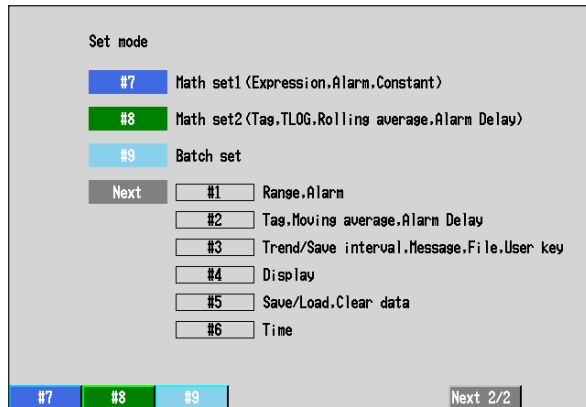 Set mode
#7 Math set1(Expression,Alarm,Constant)
#8 Math set2(Tag,TLOG,Rolling average,Alarm Delay)
#9 Batch set
Next #1 Range,Alarm
#2 Tag,Moving average,Alarm Delay
#3 Trend/Save interval,Message,File,User key
#4 Display
#5 Save/Load,Clear data
#6 Time
#7 #8 #9 Next 2/2